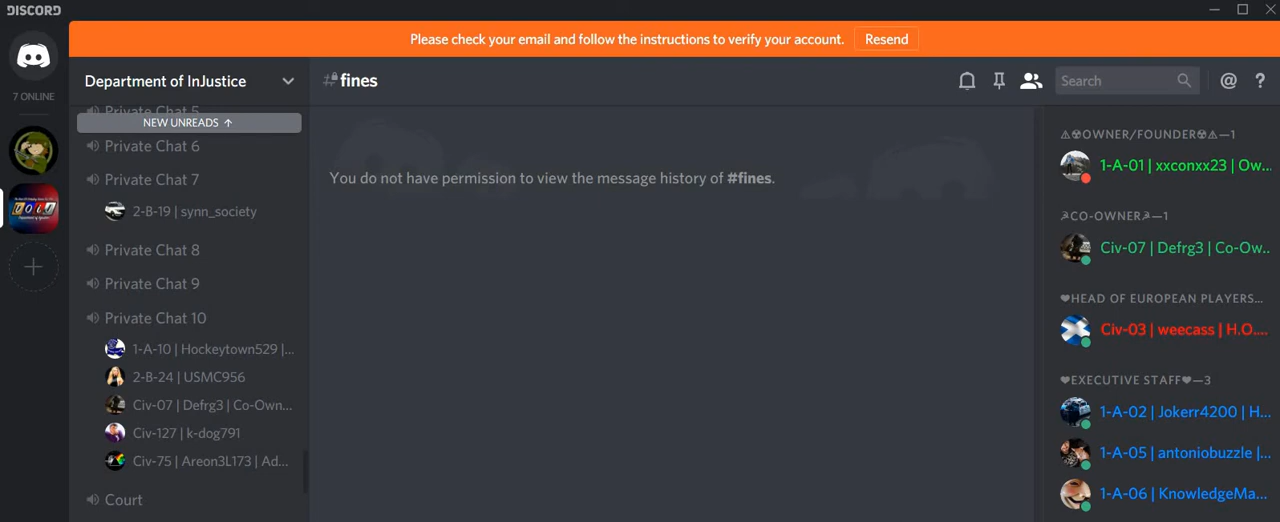 DISCORD
Please check your email and follow the instructions to verify your account. Resend
7 ONLINE
Department of InJustice
Private Chat 5
NEW UNREADS ↑
Private Chat 6
Private Chat 7
2-B-19 | synn_society
Private Chat 8
Private Chat 9
Private Chat 10
1-A-10 | Hockeytown529 |...
2-B-24 | USMC956
Civ-07 | Defrg3 | Co-Own...
Civ-127 | k-dog791
Civ-75 | Areon3L173 | Ad...
Court
#fines
Search
@ ?
You do not have permission to view the message history of #fines.
⚠☢OWNER/FOUNDER☢⚠—1
1-A-01 | xxconxx23 | Ow...
☭CO-OWNER☭—1
Civ-07 | Defrg3 | Co-Ow...
❤HEAD OF EUROPEAN PLAYERS...
Civ-03 | weecass | H.O....
❤EXECUTIVE STAFF❤—3
1-A-02 | Jokerr4200 | H...
1-A-05 | antoniobuzzle |...
1-A-06 | KnowledgeMa...